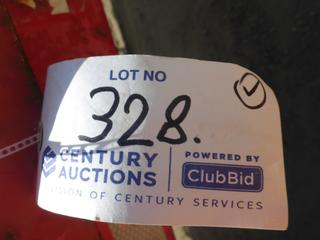 LOT NO
328.
CENTURY
AUCTIONS
POWERED BY
ClubBid
DIVISION OF CENTURY SERVICES